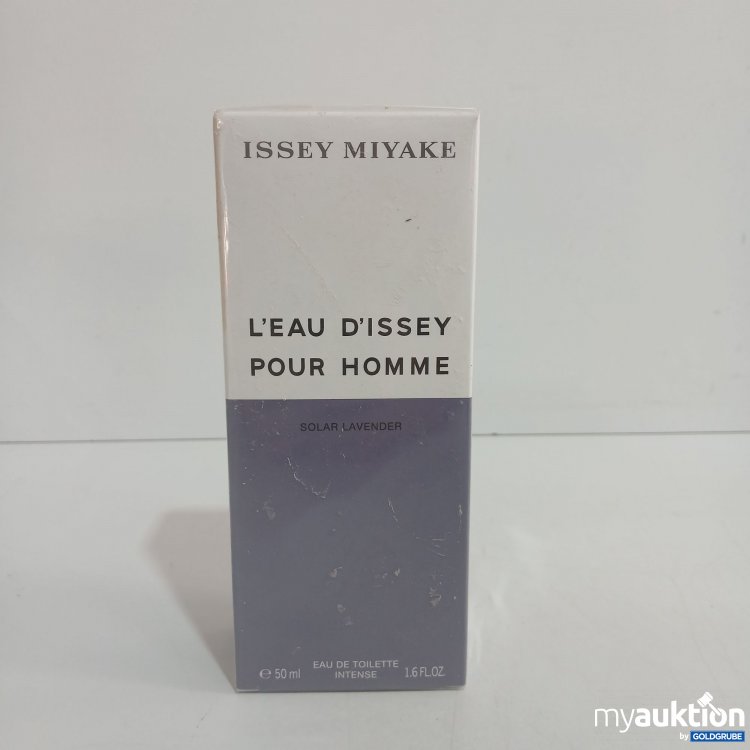 ISSEY MIYAKE
L'EAU D'ISSEY
POUR HOMME
SOLAR LAVENDER
EAU DE TOILETTE
INTENSE
℮ 50 ml
1.6 FL.OZ.
myauktion
by GOLDGRUBE